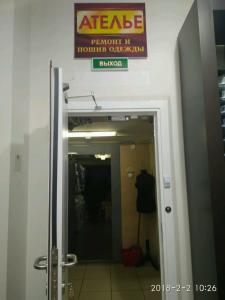 АТЕЛЬЕ
РЕМОНТ И
ПОШИВ ОДЕЖДЫ
ВЫХОД
2018-2-2 10:26